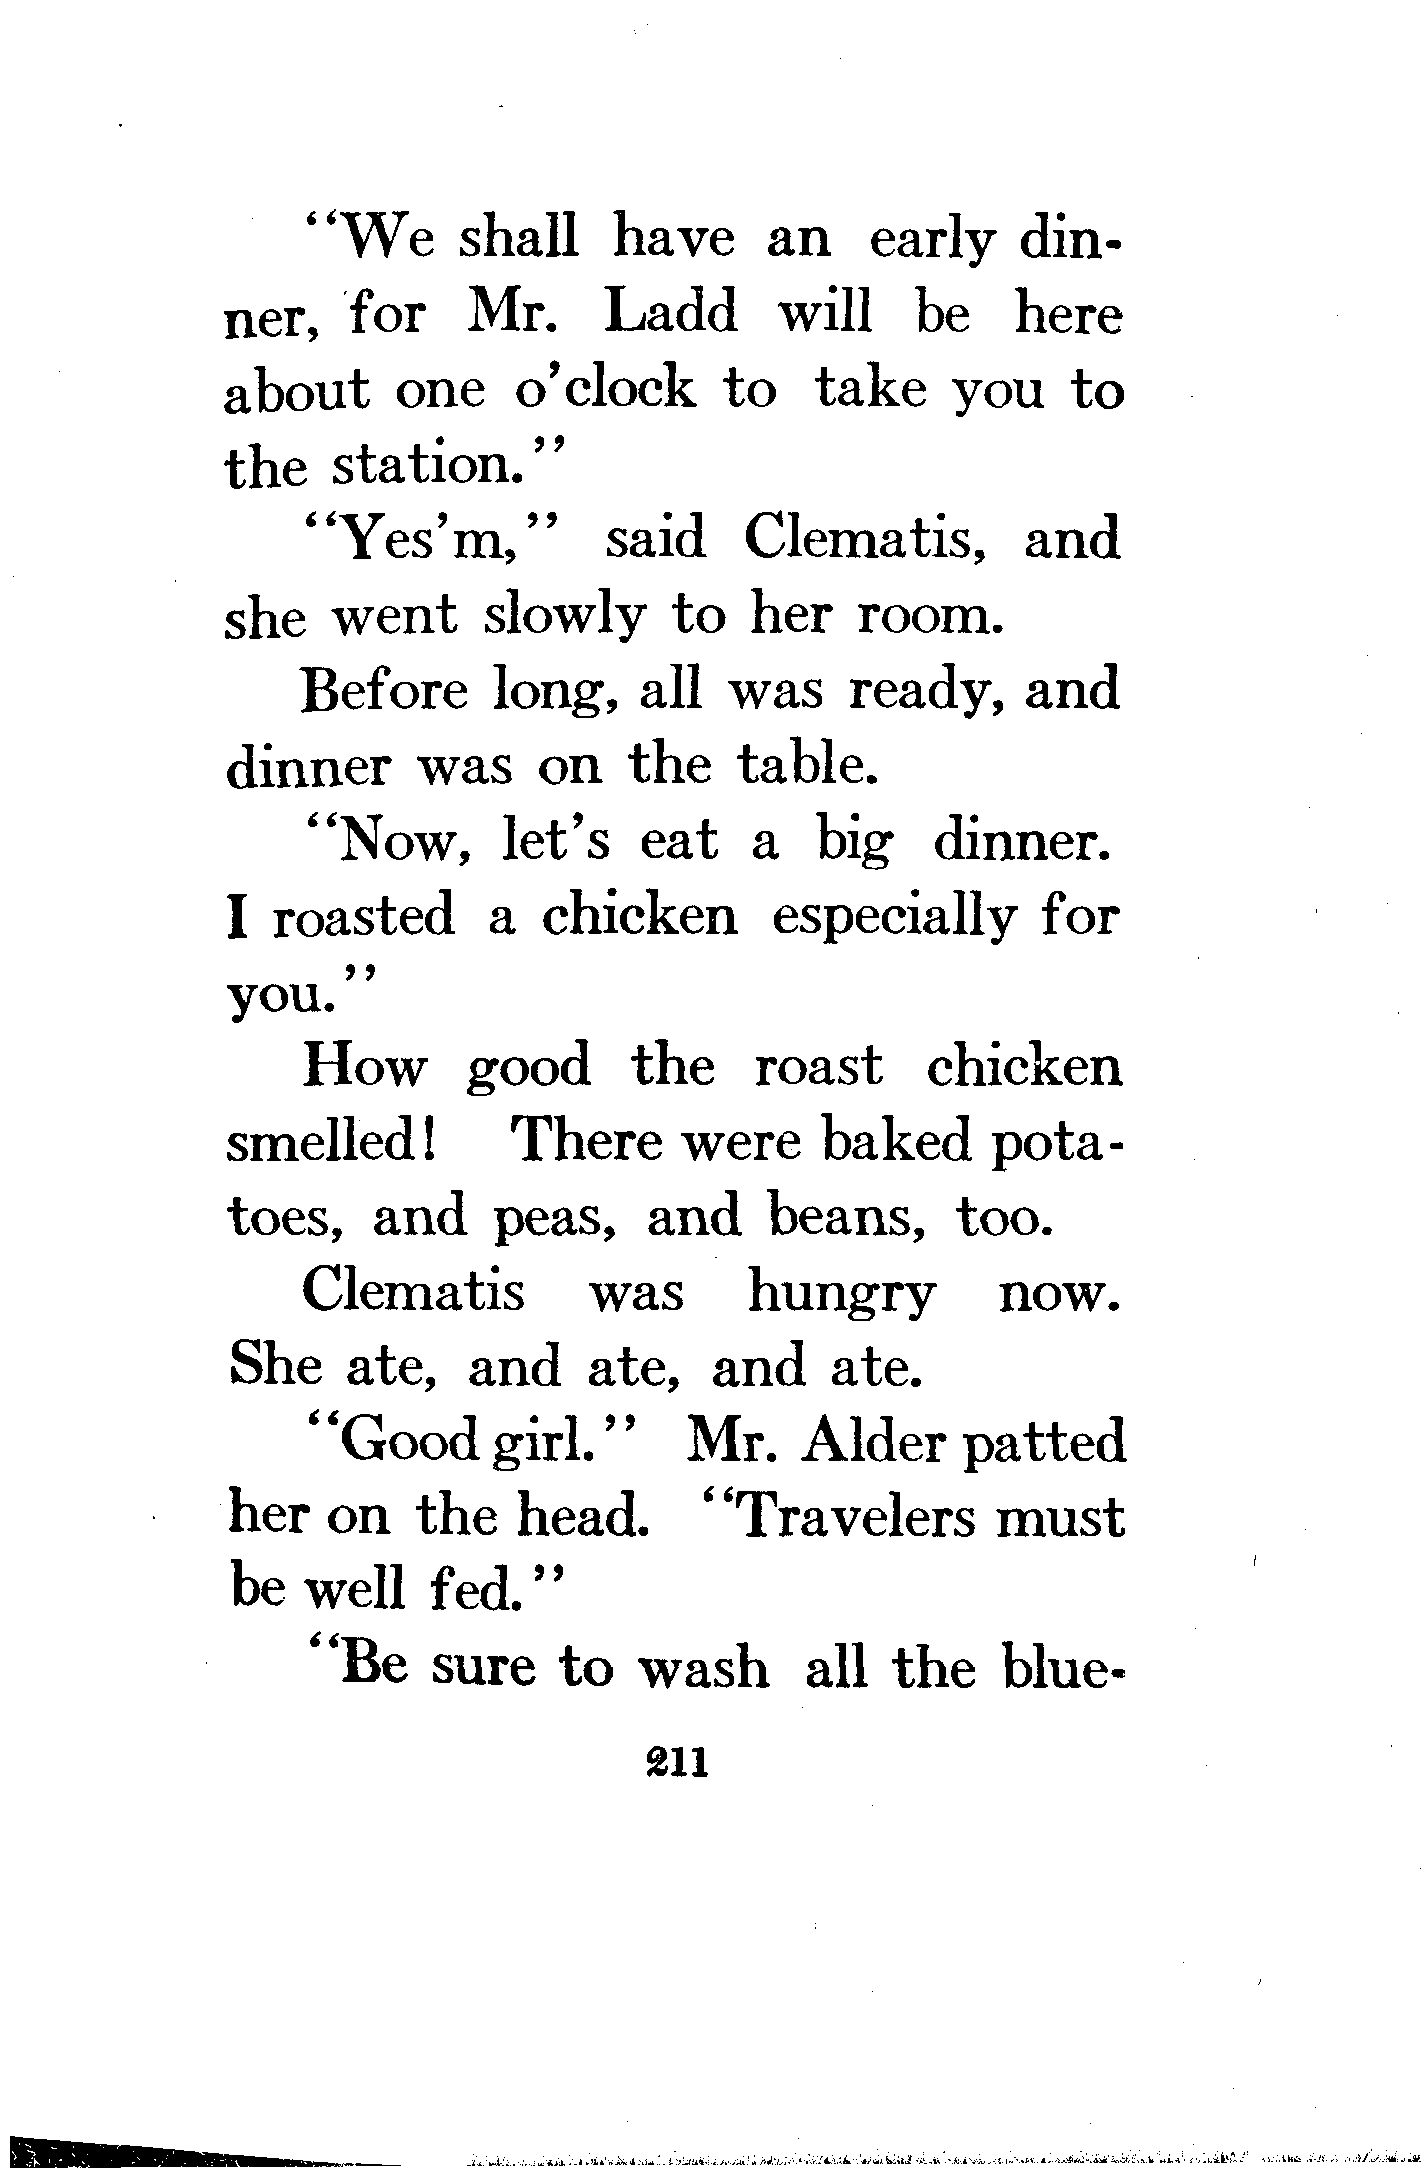 "We shall have an early din-
ner, for Mr. Ladd will be here
about one o'clock to take you to
the station."
"Yes'm," said Clematis, and
she went slowly to her room.
Before long, all was ready, and
dinner was on the table.
"Now, let's eat a big dinner.
I roasted a chicken especially for
you."
How good the roast chicken
smelled! There were baked pota-
toes, and peas, and beans, too.
Clematis was hungry now.
She ate, and ate, and ate.
"Good girl." Mr. Alder patted
her on the head. "Travelers must
be well fed."
"Be sure to wash all the blue-
211